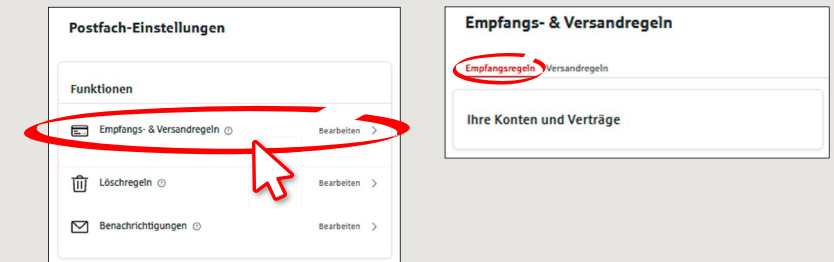 Postfach-Einstellungen
Funktionen
Empfangs- & Versandregeln
Bearbeiten
Löschregeln
Bearbeiten
Benachrichtigungen
Bearbeiten
Empfangs- & Versandregeln
Empfangsregeln Versandregeln
Ihre Konten und Verträge